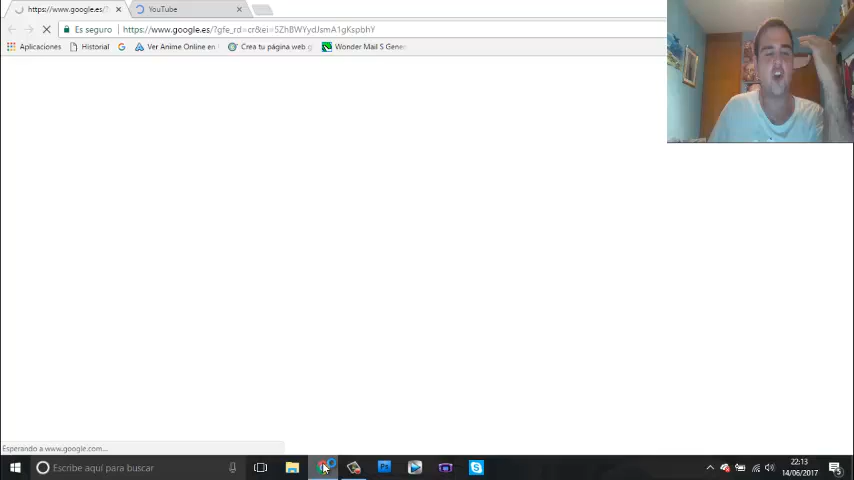 https://www.google.es/?
YouTube
Es seguro
https://www.google.es/?gfe_rd=cr&ei=5ZhBWYydJsmA1gKspbhY
Aplicaciones
Historial
Ver Anime Online en
Crea tu página web g
Wonder Mail S Gene
Esperando a www.google.com...
Escribe aquí para buscar
22:13
14/06/2017